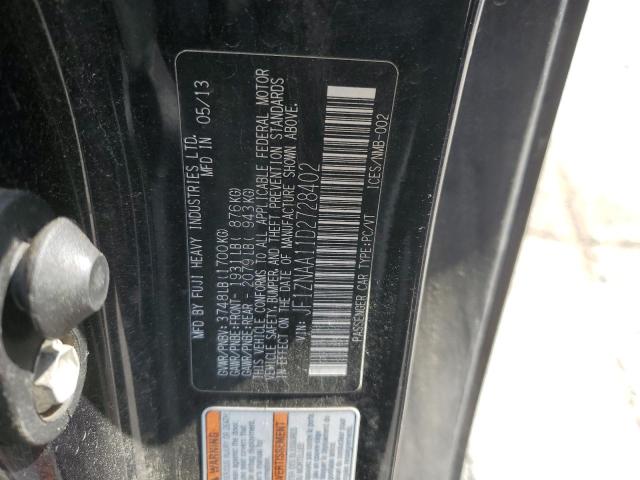 MFD BY FUJI HEAVY INDUSTRIES LTD.
MFD IN 05/13
GVWR/PNBV: 3748LB(1700KG)
GAWR/PNBE:FRONT- 1931LB( 876KG)
GAWR/PNBE:REAR - 2079LB( 943KG)
THIS VEHICLE CONFORMS TO ALL APPLICABLE FEDERAL MOTOR
VEHICLE SAFETY, BUMPER, AND THEFT PREVENTION STANDARDS
IN EFFECT ON THE DATE OF MANUFACTURE SHOWN ABOVE.
VIN: JF1ZNAA11D2728402
PASSENGER CAR TYPE:PC/VT
ICES/NMB-002
WARNING
AVERTISSEMENT